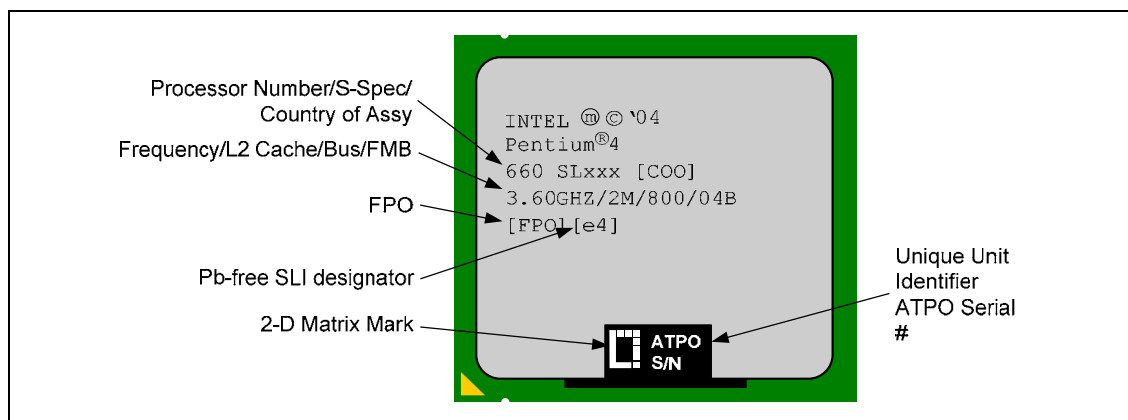 Processor Number/S-Spec/
Country of Assy
Frequency/L2 Cache/Bus/FMB
FPO
Pb-free SLI designator
2-D Matrix Mark
INTEL ⓜ © '04
Pentium®4
660 SLxxx [COO]
3.60GHZ/2M/800/04B
[FPO][e4]
ATPO
S/N
Unique Unit
Identifier
ATPO Serial
#